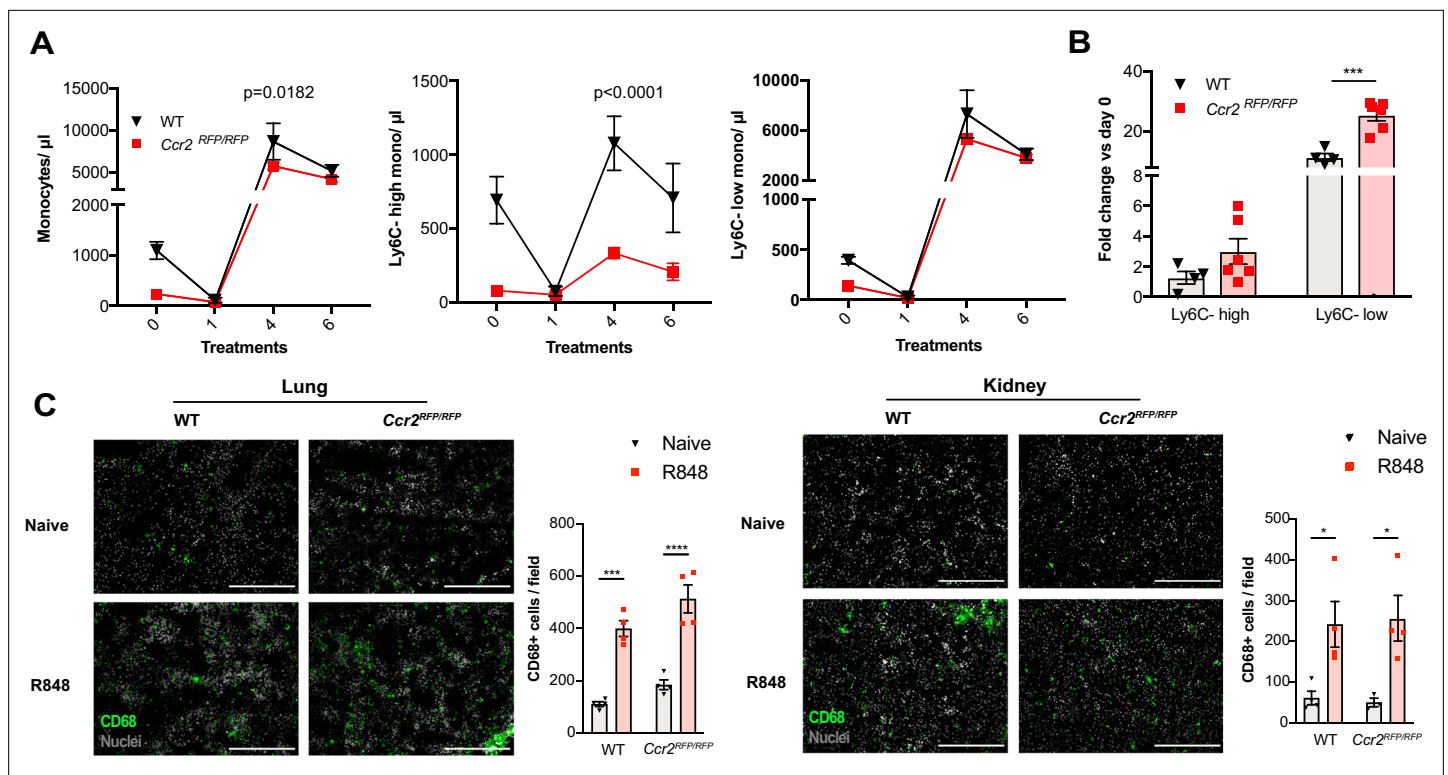 A
15000
10000
5000
2000
1000
0
Monocytes/ µl
p=0.0182
WT
Ccr2 RFP/RFP
0
1
4
6
Treatments
1500
1000
500
0
Ly6C- high mono/ µl
p<0.0001
0
1
4
6
Treatments
10000
8000
6000
4000
1000
500
0
Ly6C- low mono/ µl
0
1
4
6
Treatments
B
WT
Ccr2 RFP/RFP
***
40
20
8
6
4
2
0
Fold change vs day 0
Ly6C- high
Ly6C- low
C
Lung
WT
Ccr2RFP/RFP
Naive
R848
CD68
Nuclei
Naive
R848
800
600
400
200
0
CD68+ cells / field
***
****
WT
Ccr2RFP/RFP
Kidney
WT
Ccr2RFP/RFP
Naive
R848
CD68
Nuclei
Naive
R848
500
400
300
200
100
0
CD68+ cells / field
*
*
WT
Ccr2RFP/RFP